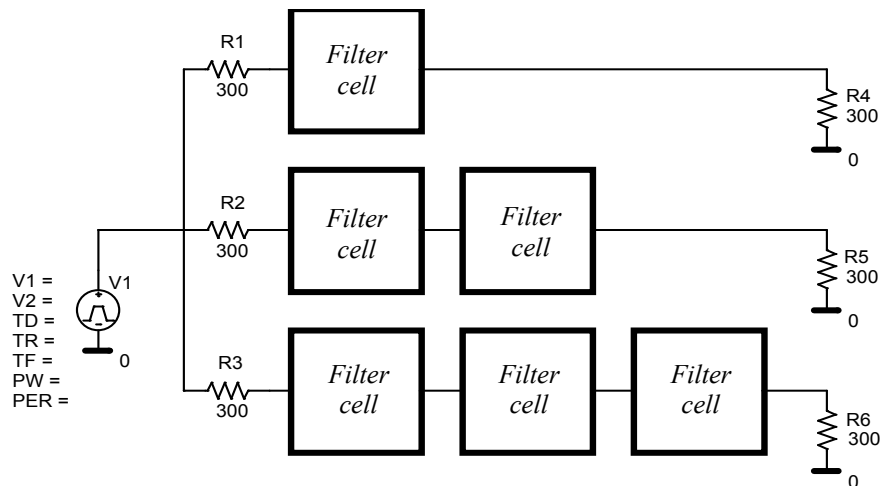 R1
300
Filter
cell
R4
300
0
R2
300
Filter
cell
Filter
cell
R5
300
0
V1 =
V2 =
TD =
TR =
TF =
PW =
PER =
V1
0
R3
300
Filter
cell
Filter
cell
Filter
cell
R6
300
0